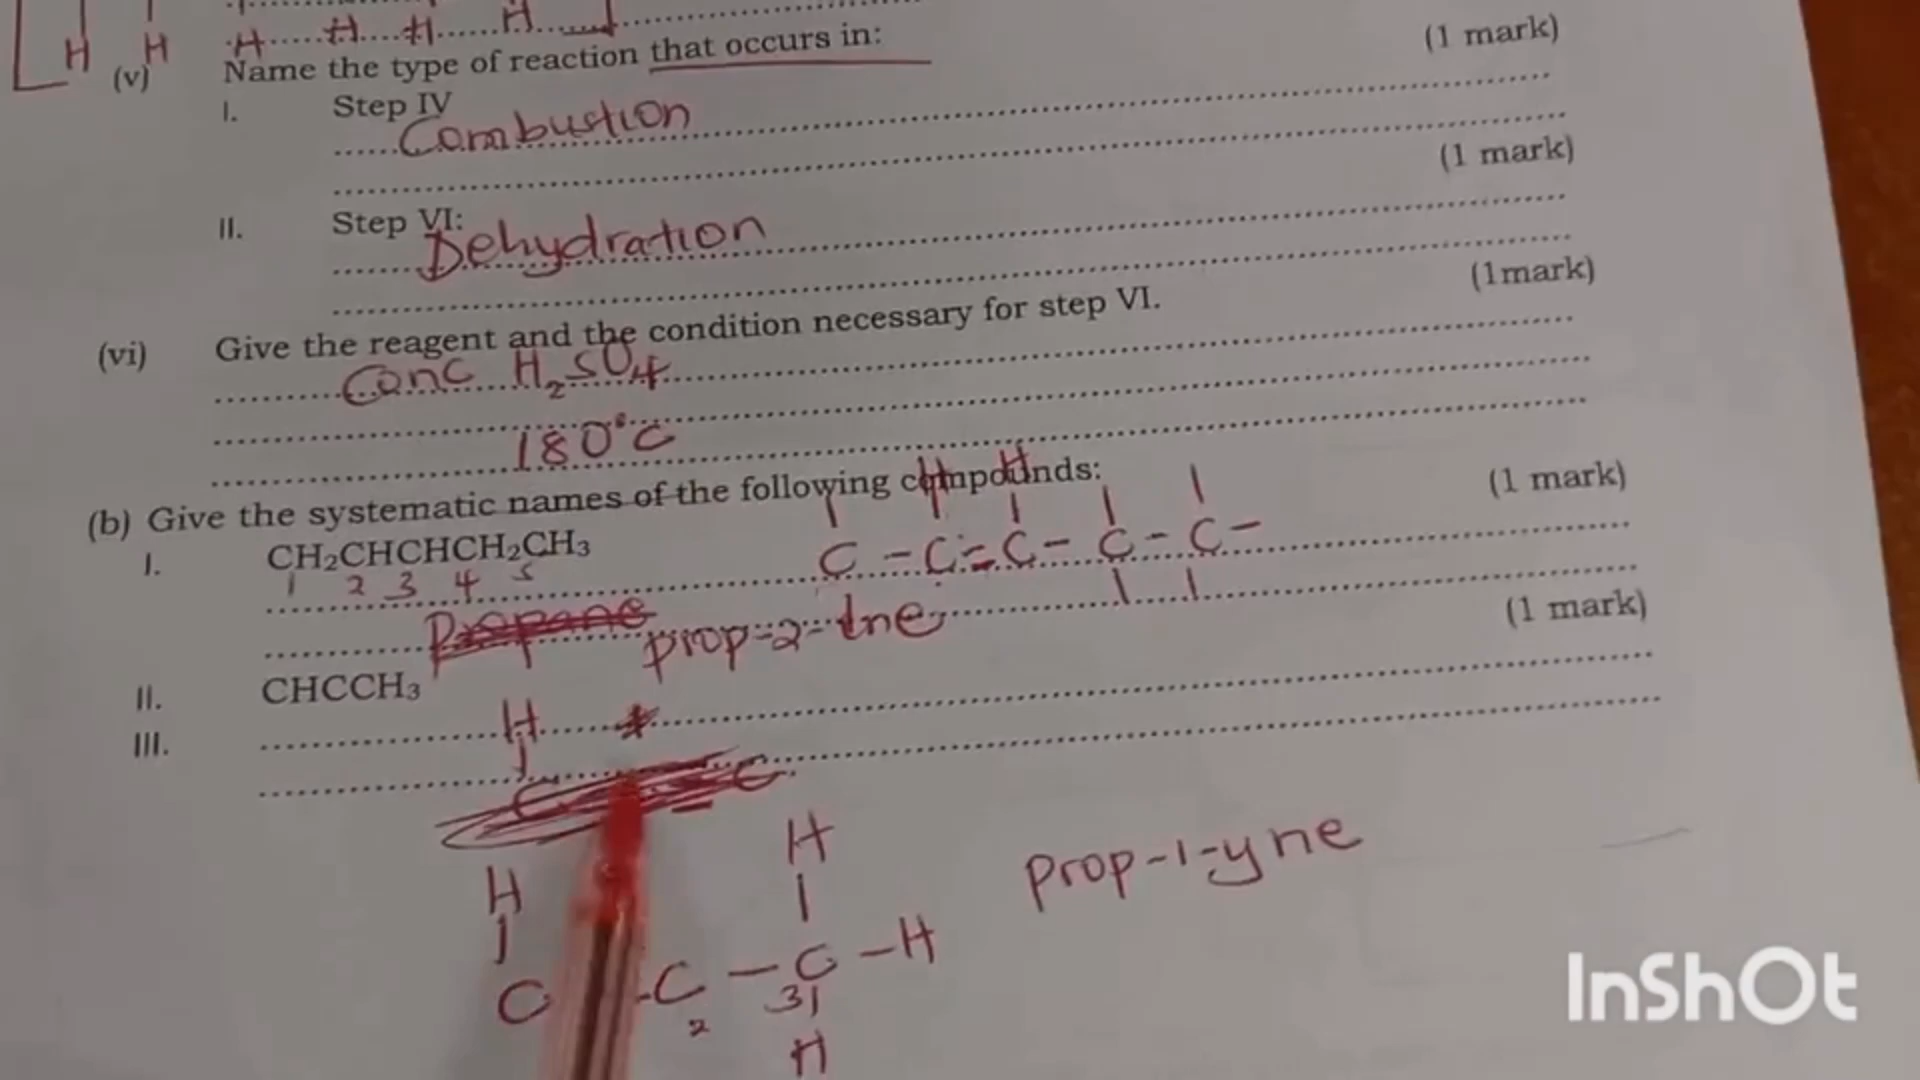 H H H H H H
(v) Name the type of reaction that occurs in:
(1 mark)
I. Step IV
Combustion
(1 mark)
II. Step VI:
Dehydration
(1mark)
(vi) Give the reagent and the condition necessary for step VI.
Conc H₂SO₄
180°C
(b) Give the systematic names of the following compounds:
(1 mark)
H H
I. CH₂CHCHCH₂CH₃
C - C = C - C - C -
1 2 3 4 5
prop-2-ene
(1 mark)
II. CHCCH₃
H
III.
H
H
prop-1-yne
C C - C - H
2 3
H
InShOt